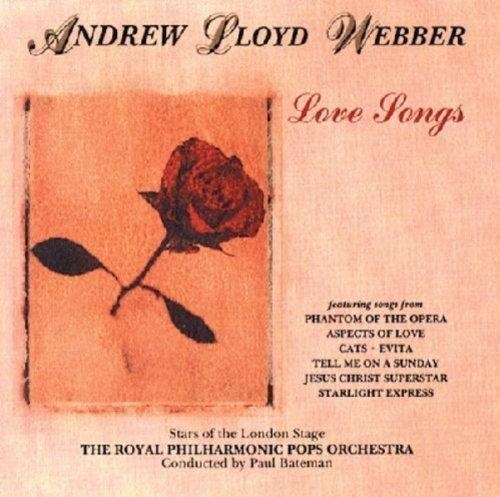 ANDREW LLOYD WEBBER
Love Songs
featuring songs from
PHANTOM OF THE OPERA
ASPECTS OF LOVE
CATS - EVITA
TELL ME ON A SUNDAY
JESUS CHRIST SUPERSTAR
STARLIGHT EXPRESS
Stars of the London Stage
THE ROYAL PHILHARMONIC POPS ORCHESTRA
Conducted by Paul Bateman